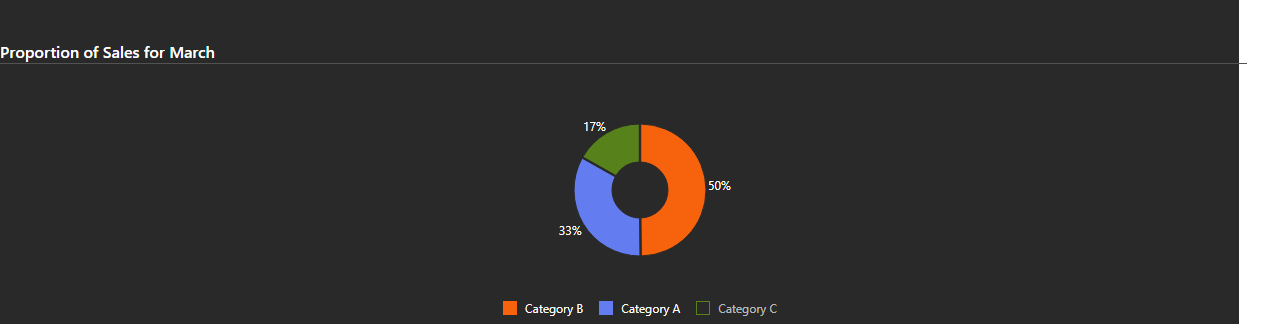 Proportion of Sales for March
17%
50%
33%
Category B
Category A
Category C